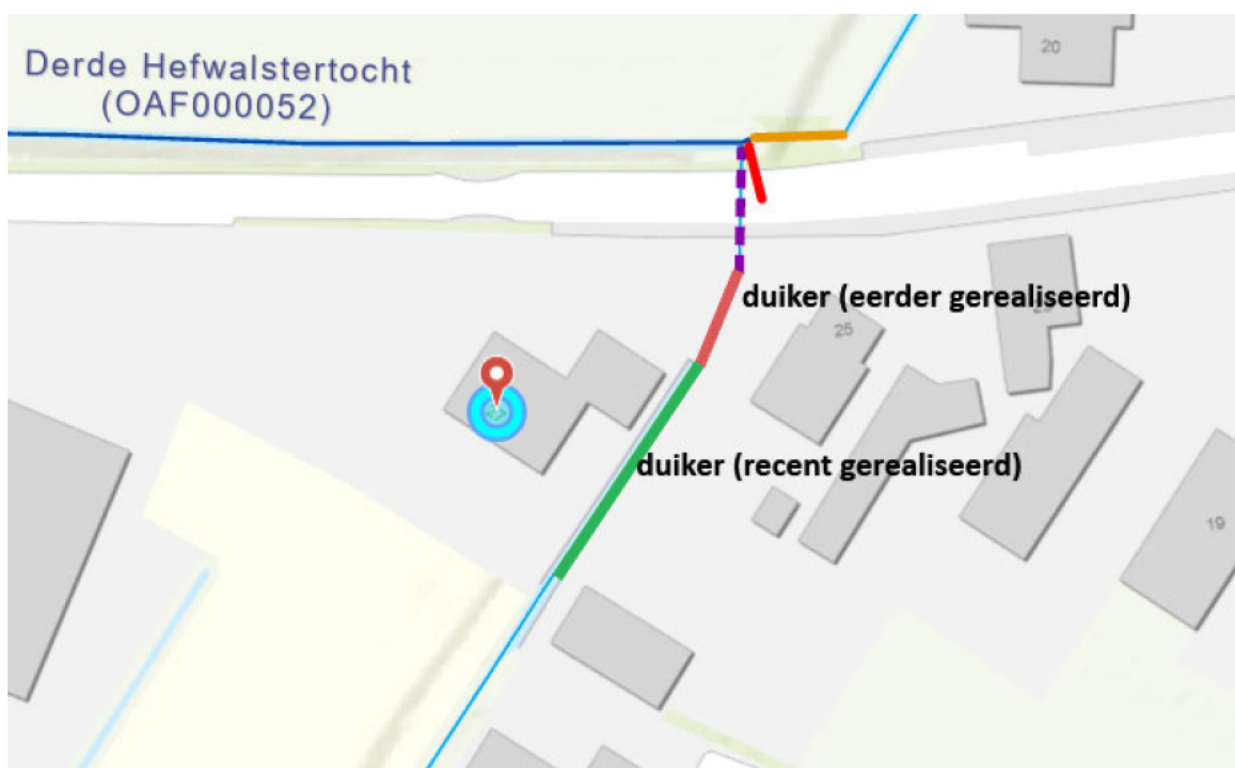 Derde Hefwalstertocht
(OAF000052)
20
duiker (eerder gerealiseerd)
25
duiker (recent gerealiseerd)
19